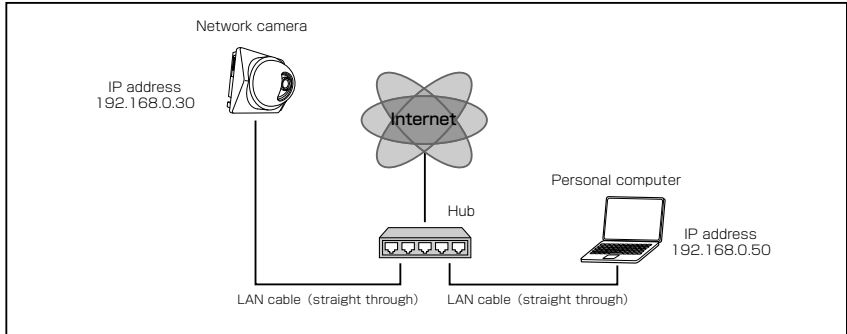 Network camera
IP address
192.168.0.30
Internet
Personal computer
Hub
IP address
192.168.0.50
LAN cable (straight through)
LAN cable (straight through)